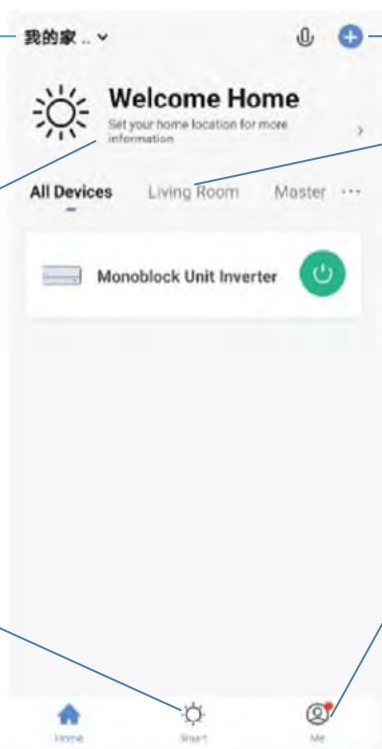 我的家 ..
Welcome Home
Set your home location for more
information
All Devices Living Room Master ...
Monoblock Unit Inverter
Home Smart Me